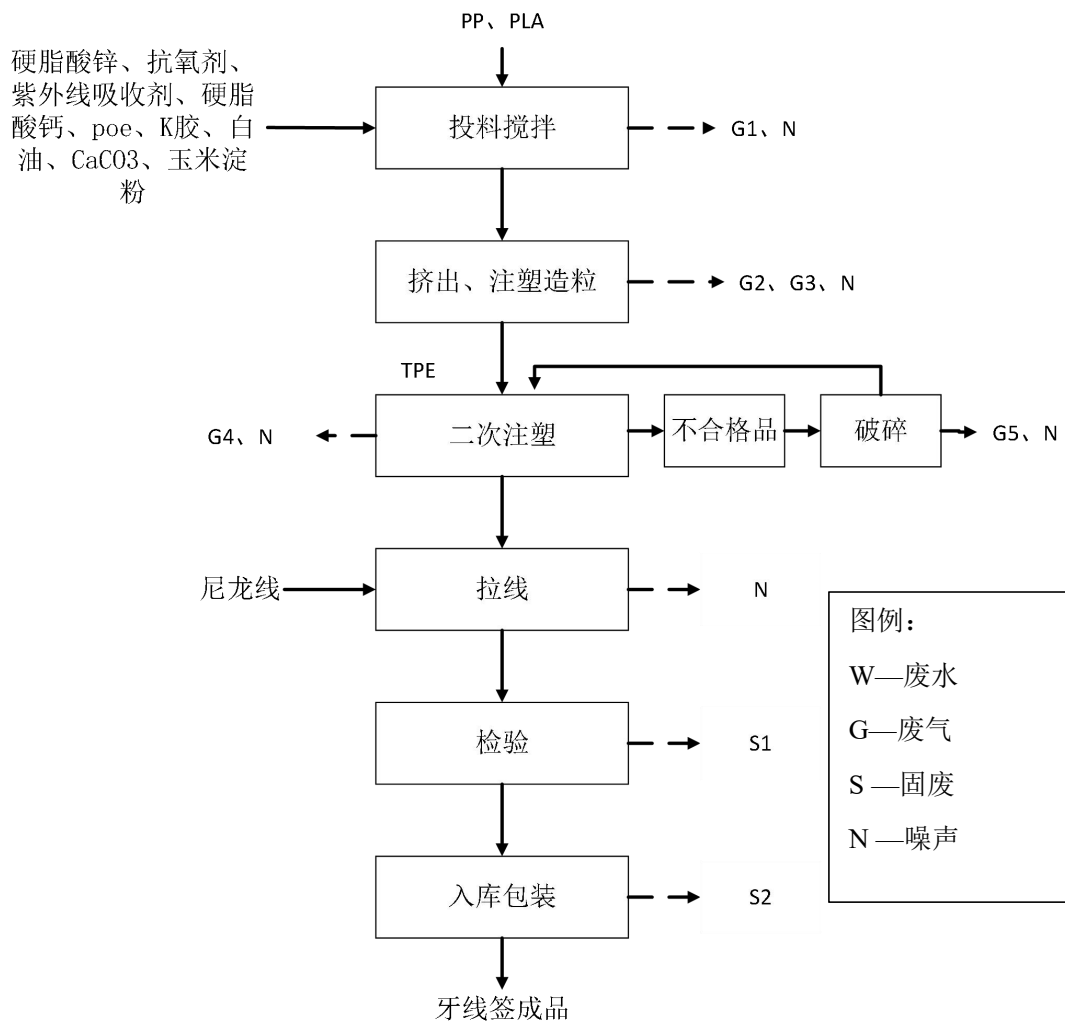 PP、PLA
硬脂酸锌、抗氧剂、
紫外线吸收剂、硬脂
酸钙、poe、K胶、白
油、CaCO3、玉米淀
粉
投料搅拌
G1、N
挤出、注塑造粒
G2、G3、N
TPE
G4、N
二次注塑
不合格品
破碎
G5、N
尼龙线
拉线
N
检验
S1
入库包装
S2
牙线签成品
图例：
W—废水
G—废气
S —固废
N —噪声